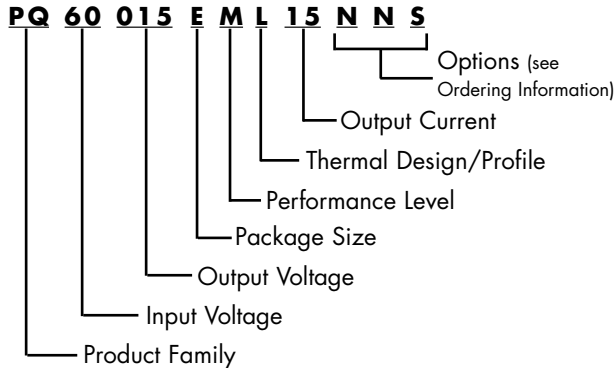 PQ 60 015 E M L 15 N N S
Options (see
Ordering Information)
Output Current
Thermal Design/Profile
Performance Level
Package Size
Output Voltage
Input Voltage
Product Family